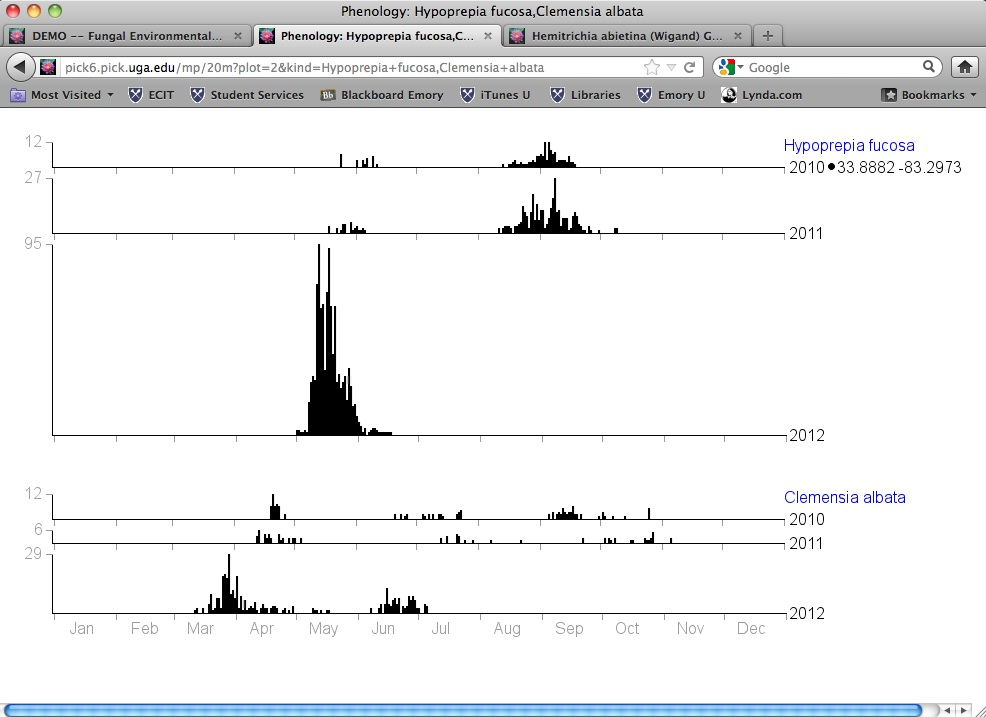 Phenology: Hypoprepia fucosa,Clemensia albata
DEMO -- Fungal Environmental... Phenology: Hypoprepia fucosa,C... Hemitrichia abietina (Wigand) G...
pick6.pick.uga.edu/mp/20m?plot=2&kind=Hypoprepia+fucosa,Clemensia+albata Google
Most Visited ECIT Student Services Bb Blackboard Emory iTunes U Libraries Emory U Lynda.com Bookmarks
12 Hypoprepia fucosa
2010 33.8882 -83.2973
27
2011
95
2012
12 Clemensia albata
2010
6
2011
29
2012
Jan Feb Mar Apr May Jun Jul Aug Sep Oct Nov Dec